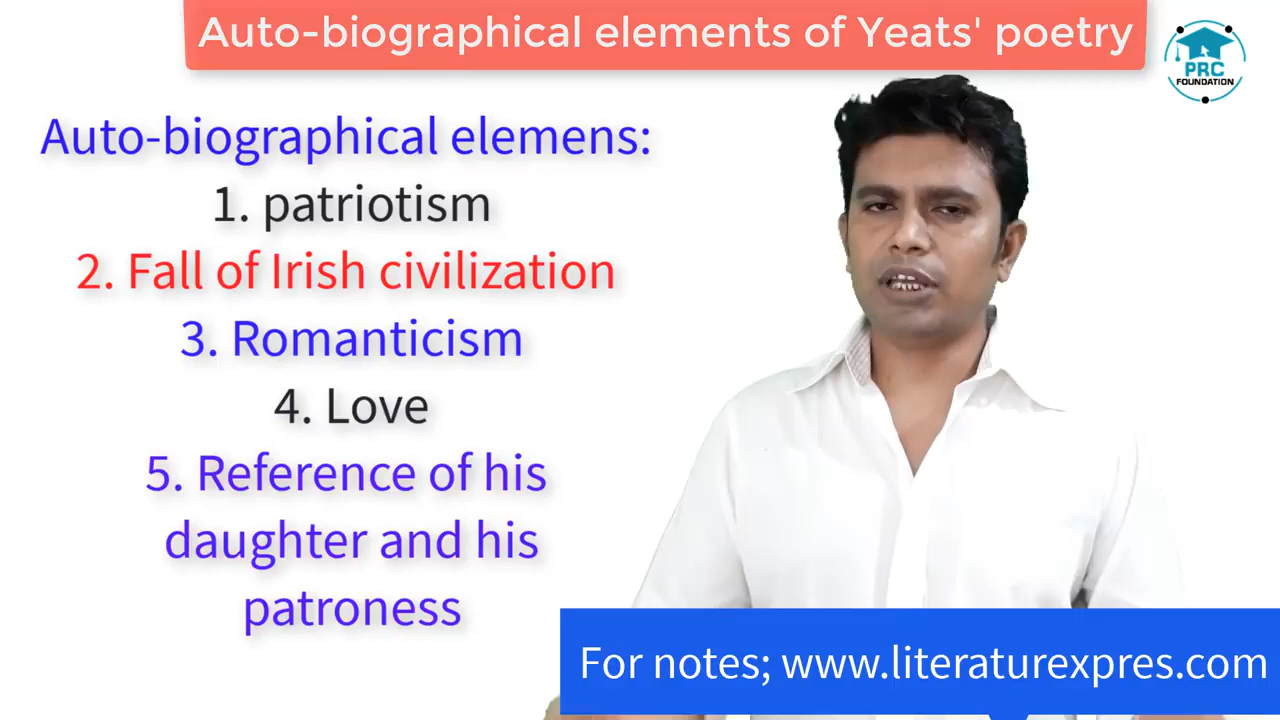 Auto-biographical elements of Yeats' poetry
PRC
FOUNDATION
Auto-biographical elemens:
1. patriotism
2. Fall of Irish civilization
3. Romanticism
4. Love
5. Reference of his
daughter and his
patroness
For notes; www.literaturexpres.com